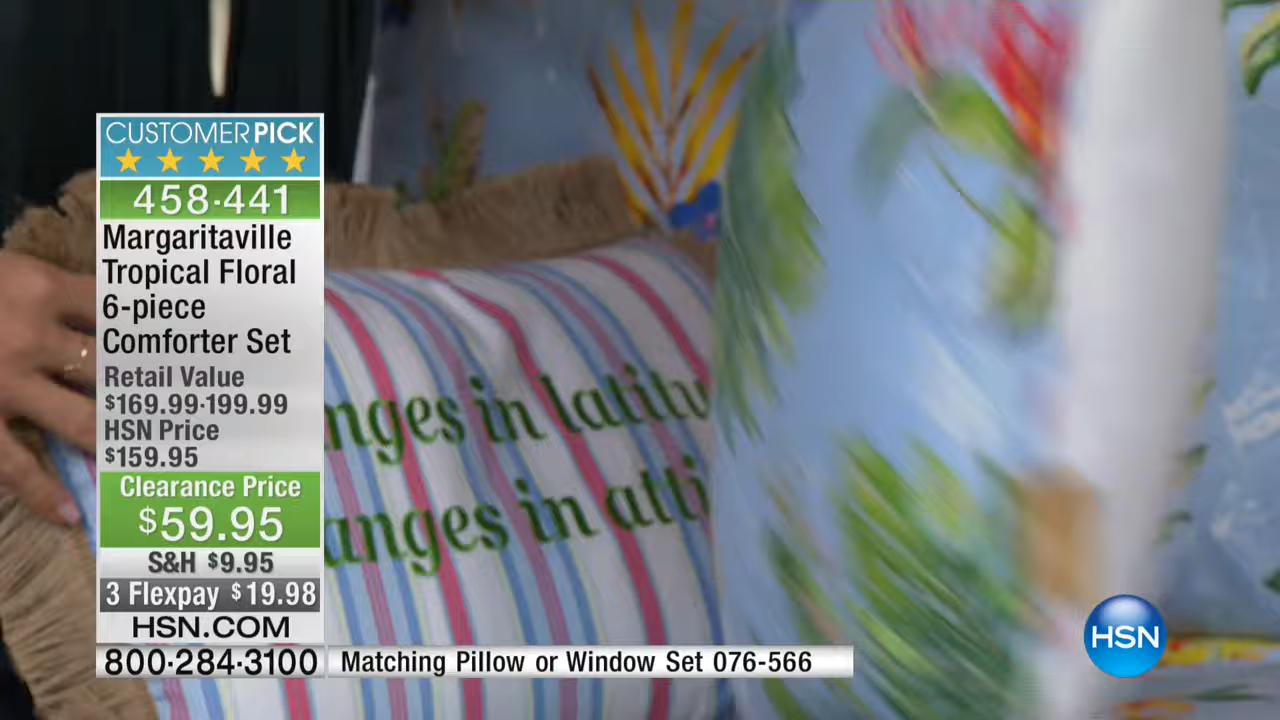 CUSTOMER PICK
458-441
Margaritaville
Tropical Floral
6-piece
Comforter Set
Retail Value
$169.99-199.99
HSN Price
$159.95
Clearance Price
$59.95
S&H $9.95
3 Flexpay $19.98
HSN.COM
800-284-3100
Matching Pillow or Window Set 076-566
nges in latitu
anges in atti
HSN